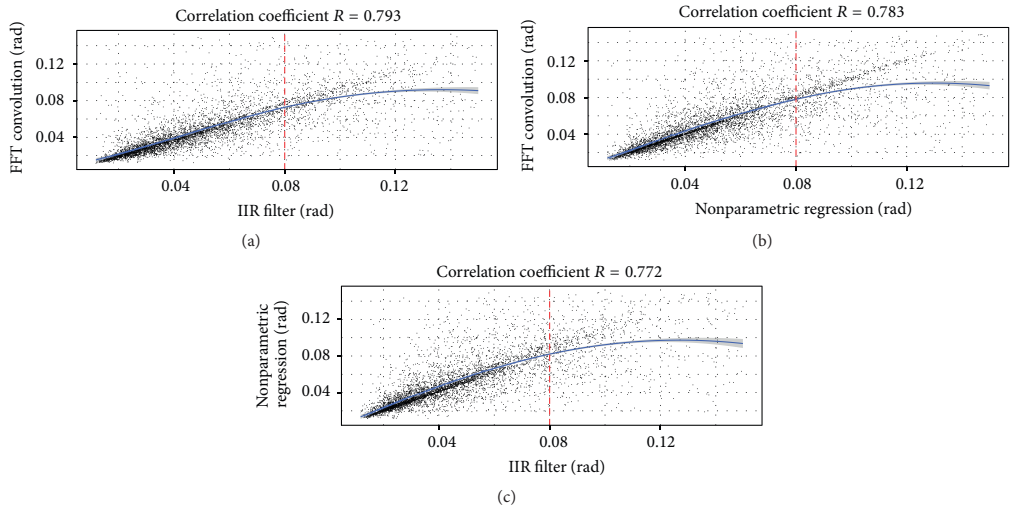 Correlation coefficient R = 0.793
FFT convolution (rad)
0.12
0.08
0.04
0.04
0.08
0.12
IIR filter (rad)
(a)
Correlation coefficient R = 0.783
FFT convolution (rad)
0.12
0.08
0.04
0.04
0.08
0.12
Nonparametric regression (rad)
(b)
Correlation coefficient R = 0.772
Nonparametric
regression (rad)
0.12
0.08
0.04
0.04
0.08
0.12
IIR filter (rad)
(c)